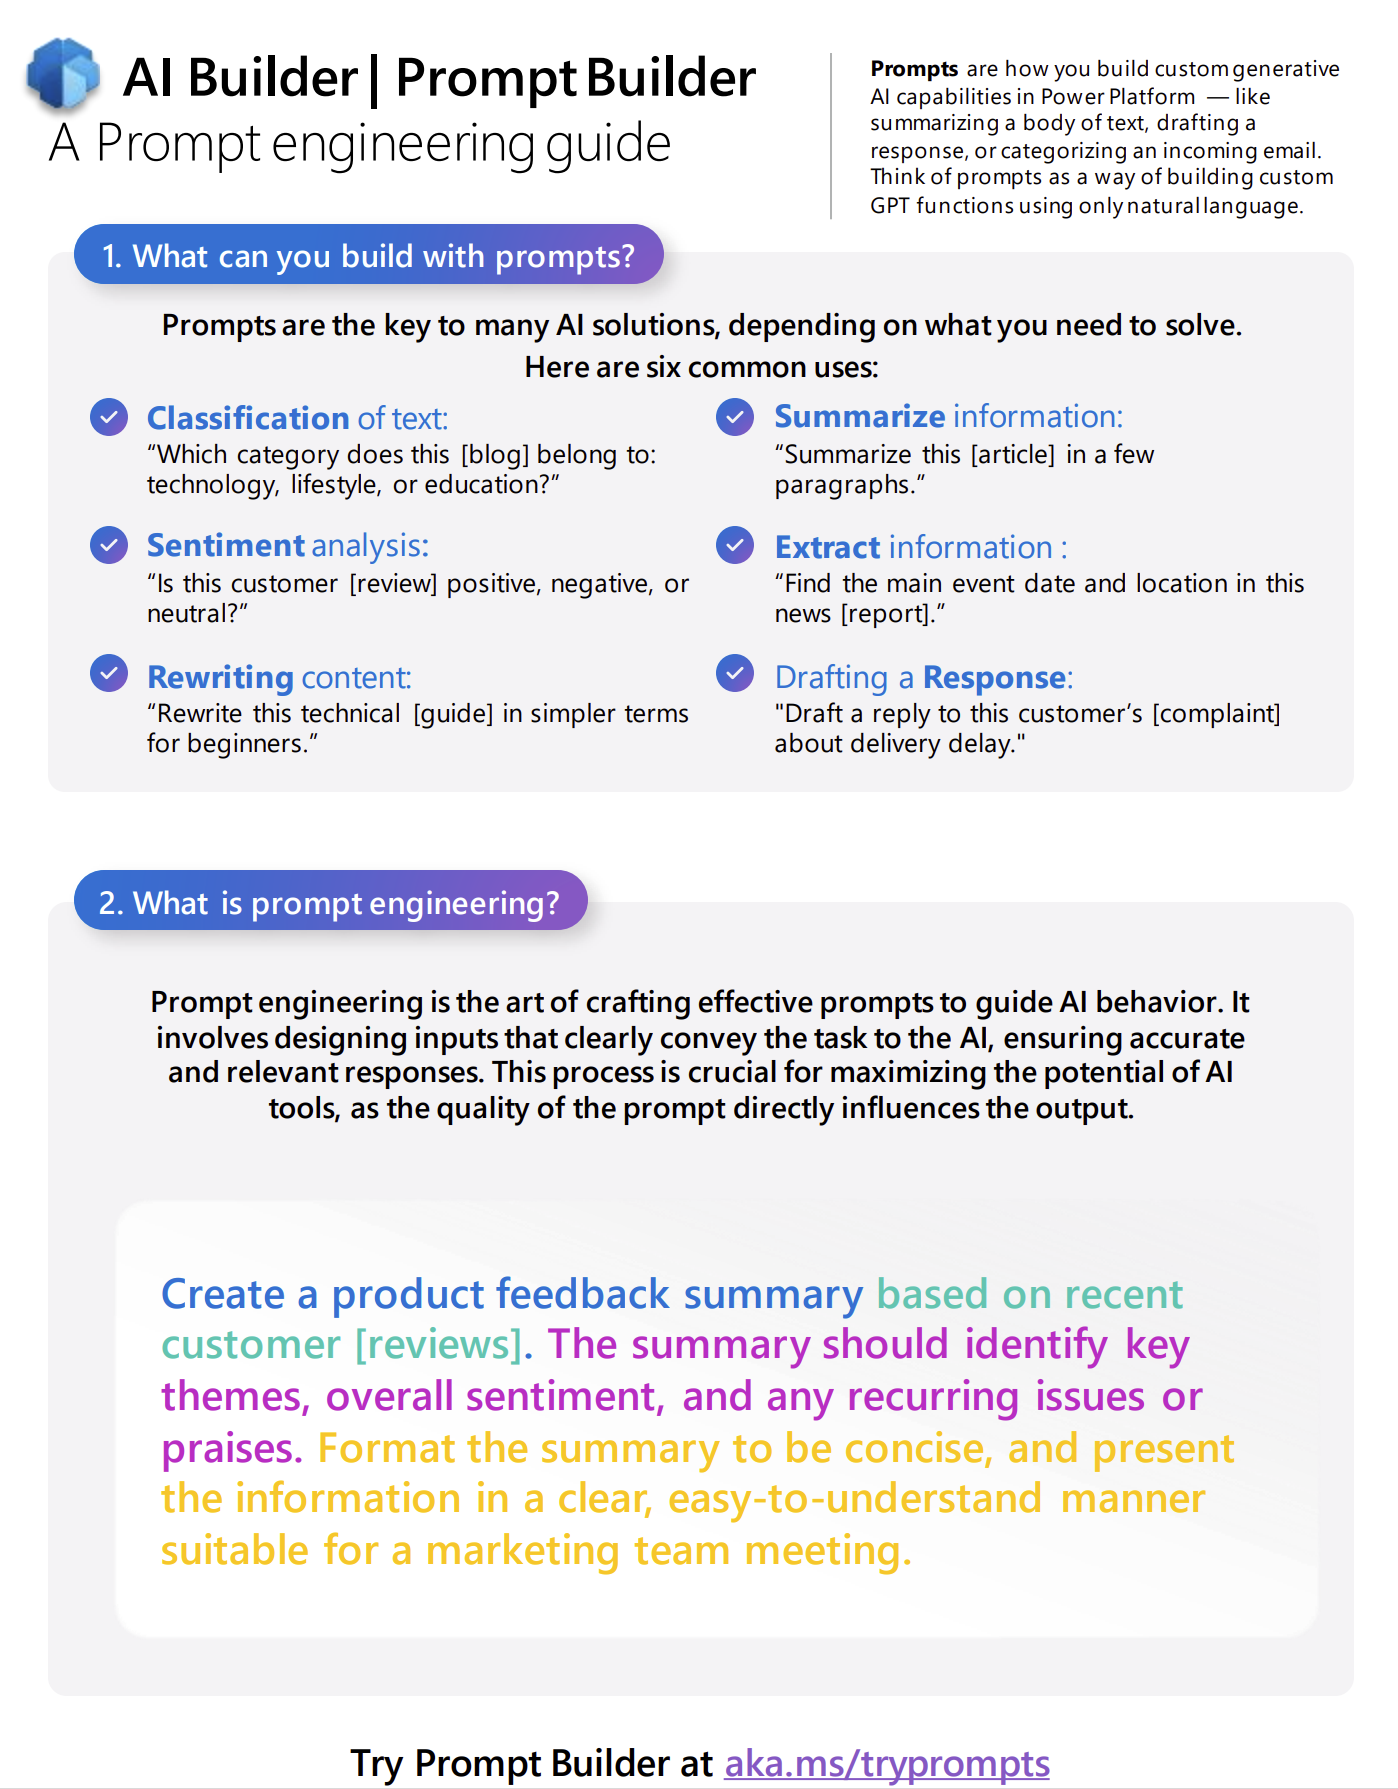 AI Builder | Prompt Builder
A Prompt engineering guide
Prompts are how you build custom generative
AI capabilities in Power Platform — like
summarizing a body of text, drafting a
response, or categorizing an incoming email.
Think of prompts as a way of building custom
GPT functions using only natural language.
1. What can you build with prompts?
Prompts are the key to many AI solutions, depending on what you need to solve.
Here are six common uses:
Classification of text:
“Which category does this [blog] belong to:
technology, lifestyle, or education?”
Summarize information:
“Summarize this [article] in a few
paragraphs.”
Sentiment analysis:
“Is this customer [review] positive, negative, or
neutral?”
Extract information :
“Find the main event date and location in this
news [report].”
Rewriting content:
“Rewrite this technical [guide] in simpler terms
for beginners.”
Drafting a Response:
"Draft a reply to this customer’s [complaint]
about delivery delay."
2. What is prompt engineering?
Prompt engineering is the art of crafting effective prompts to guide AI behavior. It
involves designing inputs that clearly convey the task to the AI, ensuring accurate
and relevant responses. This process is crucial for maximizing the potential of AI
tools, as the quality of the prompt directly influences the output.
Create a product feedback summary based on recent
customer [reviews]. The summary should identify key
themes, overall sentiment, and any recurring issues or
praises. Format the summary to be concise, and present
the information in a clear, easy-to-understand manner
suitable for a marketing team meeting.
Try Prompt Builder at aka.ms/tryprompts